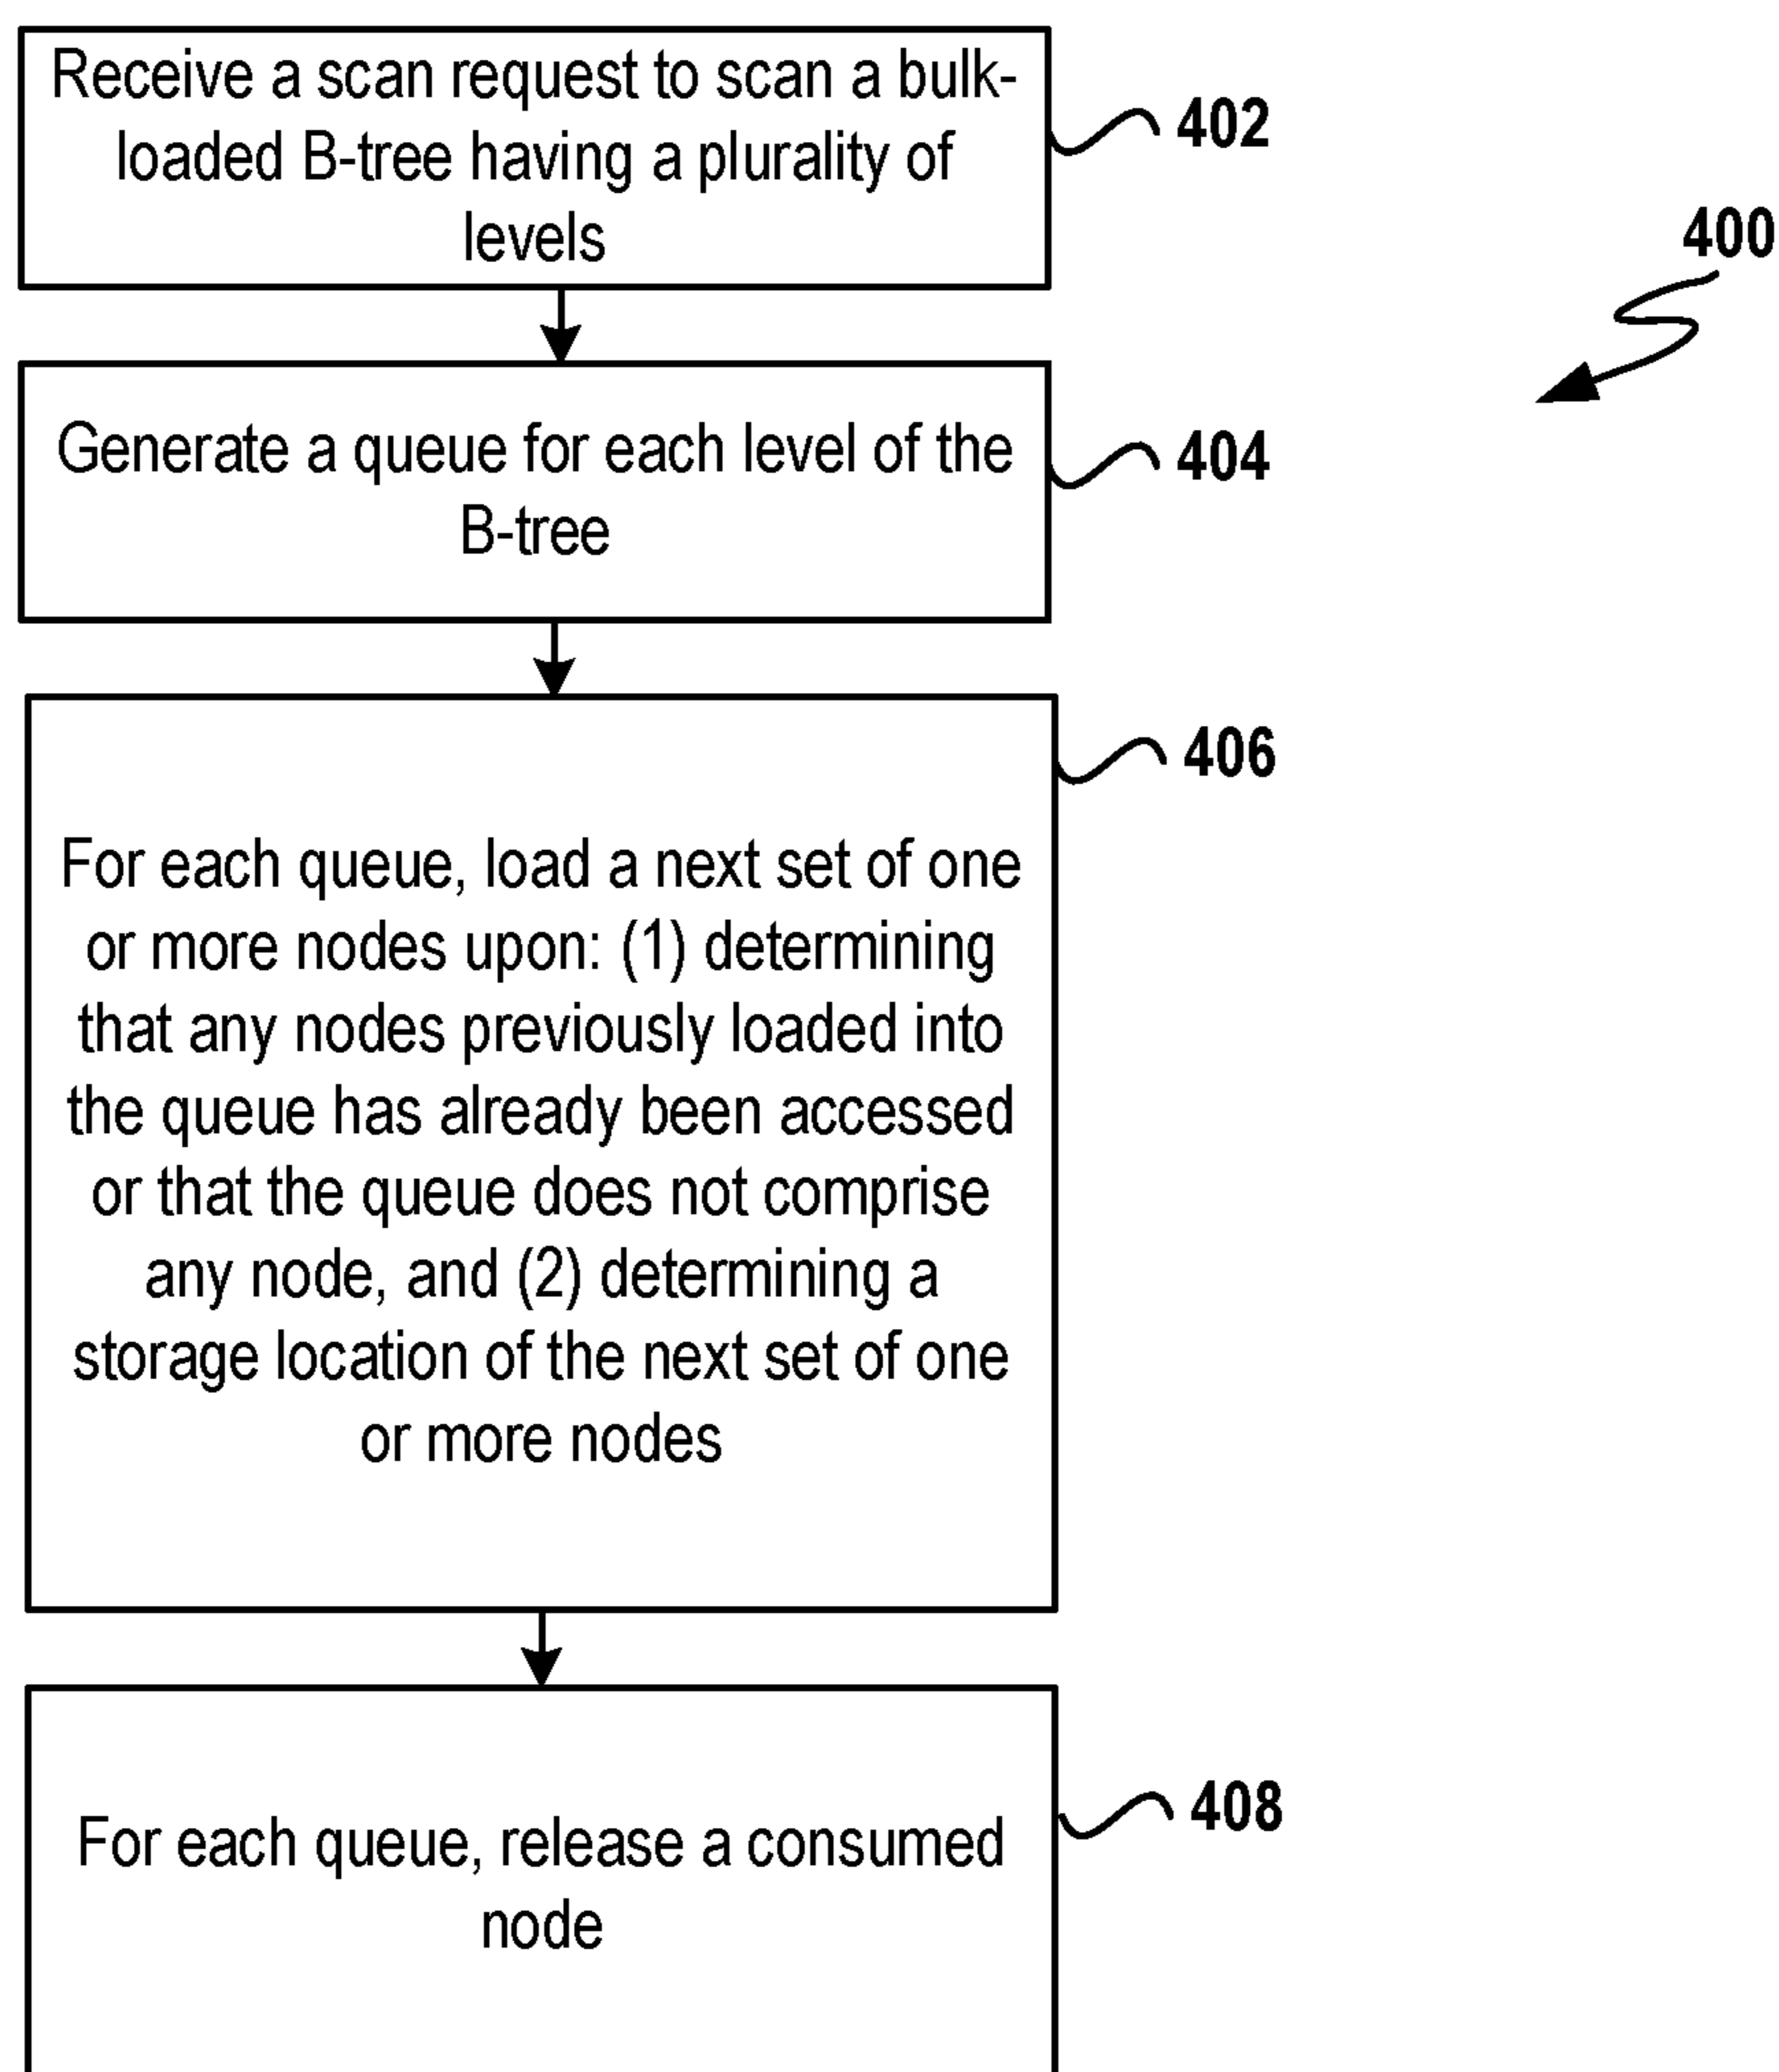 Receive a scan request to scan a bulk-
loaded B-tree having a plurality of
levels
402
400
Generate a queue for each level of the
B-tree
404
406
For each queue, load a next set of one
or more nodes upon: (1) determining
that any nodes previously loaded into
the queue has already been accessed
or that the queue does not comprise
any node, and (2) determining a
storage location of the next set of one
or more nodes
For each queue, release a consumed
node
408